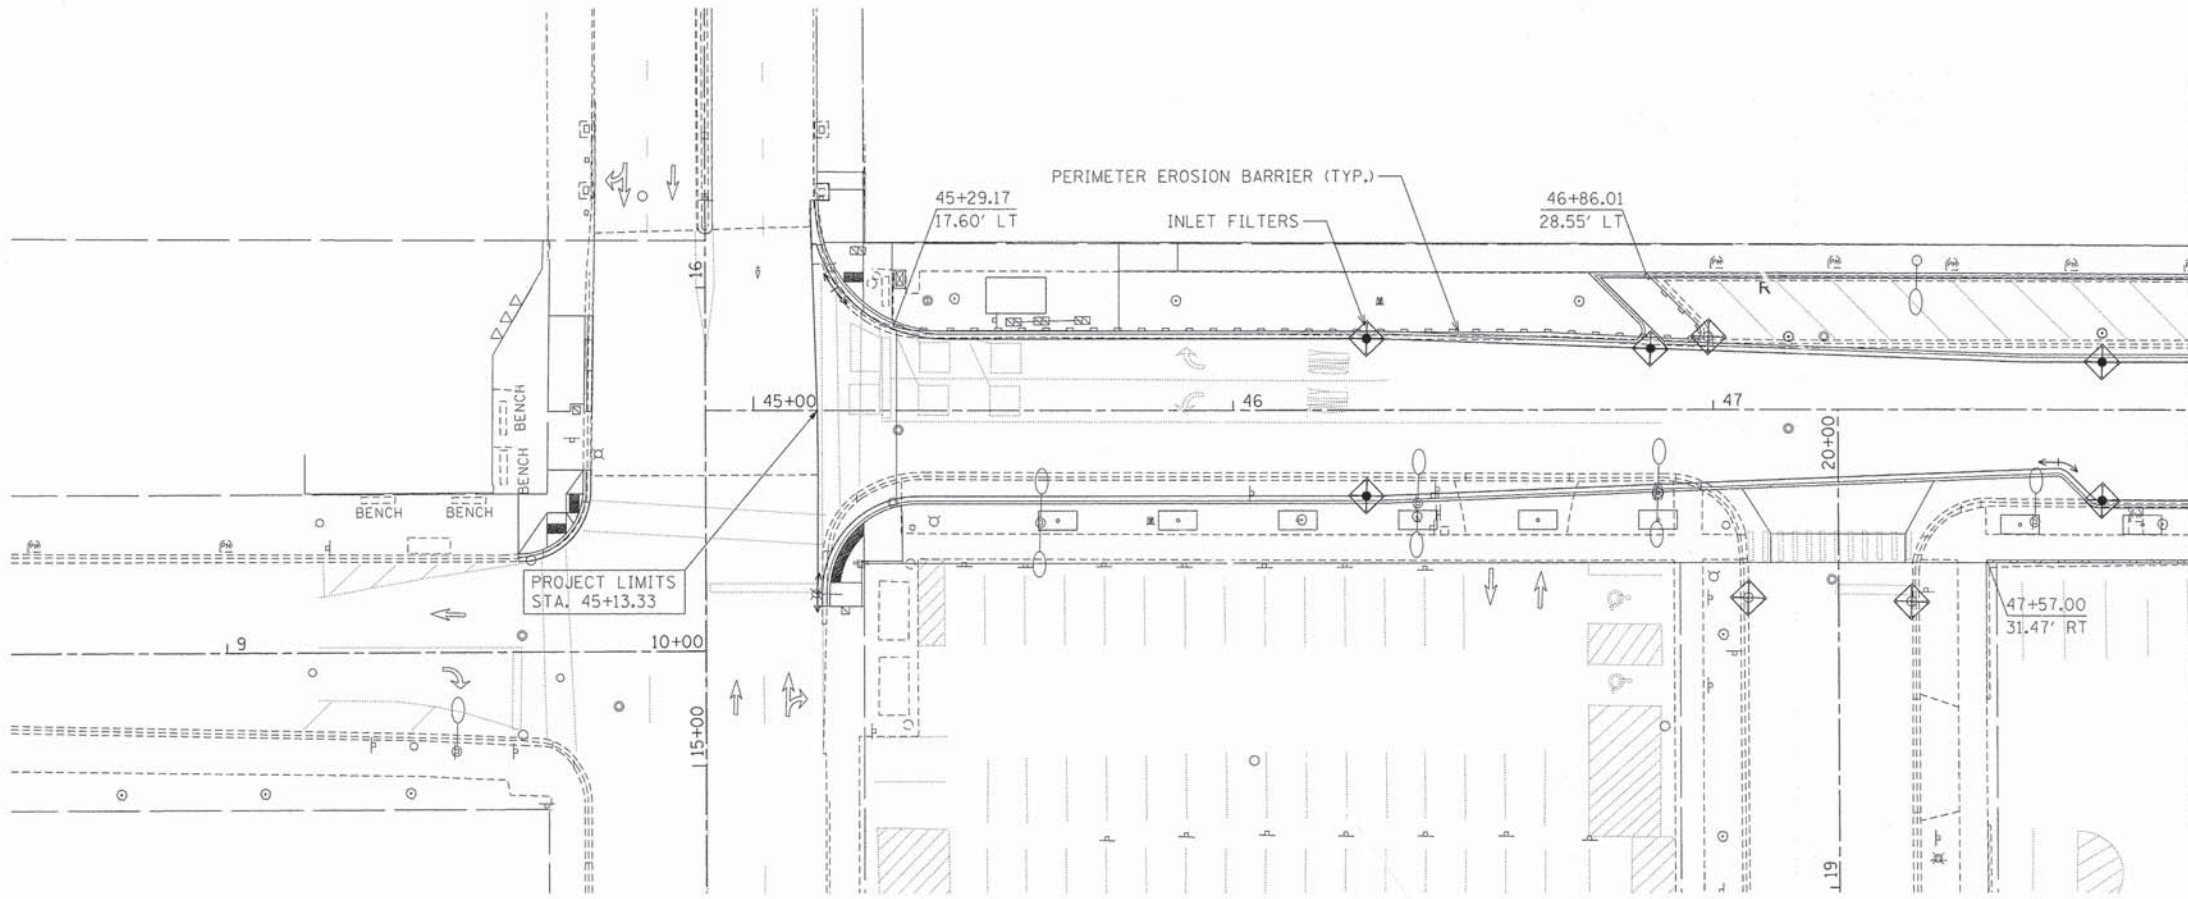 PERIMETER EROSION BARRIER (TYP.)
45+29.17
17.60' LT
INLET FILTERS
46+86.01
28.55' LT
16
R
45+00
46
47
20+00
BENCH
BENCH
BENCH
BENCH
PROJECT LIMITS
STA. 45+13.33
47+57.00
31.47' RT
9
10+00
15+00
19